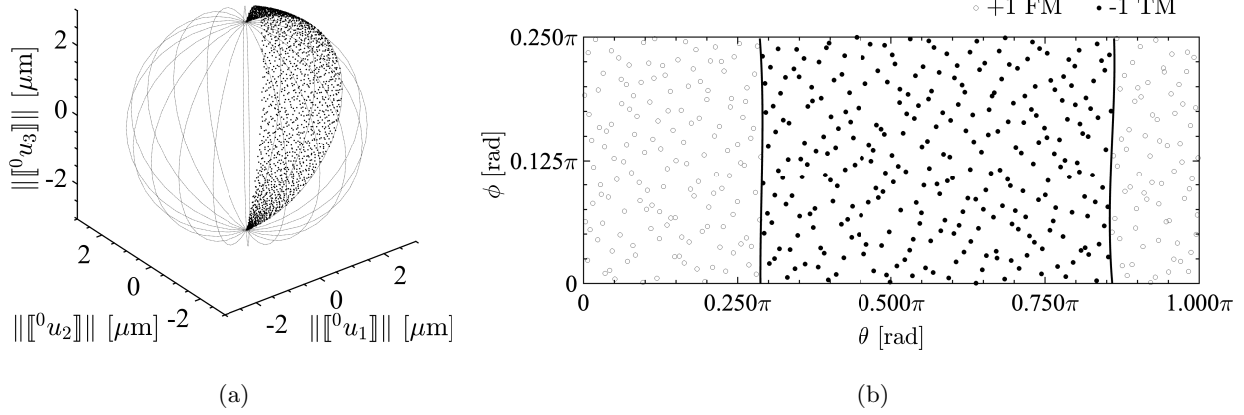 +1 FM -1 TM
2
0
-2
||⟦⁰u₃⟧|| [μm]
2
0
-2
||⟦⁰u₂⟧|| [μm]
-2
0
2
||⟦⁰u₁⟧|| [μm]
0.250π
0.125π
0
ϕ [rad]
0 0.250π 0.500π 0.750π 1.000π
θ [rad]
(a) (b)